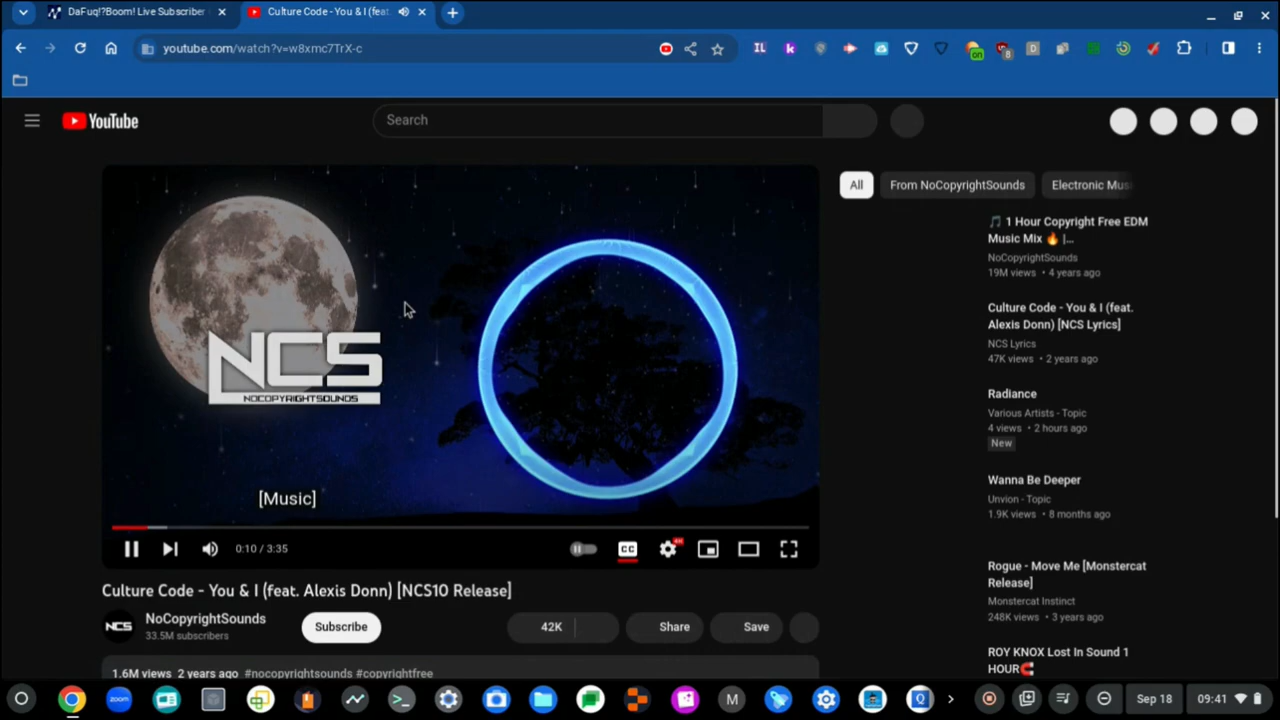 DaFuq!?Boom! Live Subscriber
Culture Code - You & I (feat.
youtube.com/watch?v=w8xmc7TrX-c
IL
k
on
8
D
YouTube
Search
All
From NoCopyrightSounds
Electronic Musi
🎵 1 Hour Copyright Free EDM
Music Mix 🔥 |...
NoCopyrightSounds
19M views • 4 years ago
Culture Code - You & I (feat.
Alexis Donn) [NCS Lyrics]
NCS Lyrics
47K views • 2 years ago
Radiance
Various Artists - Topic
4 views • 2 hours ago
New
Wanna Be Deeper
Unvion - Topic
1.9K views • 8 months ago
Rogue - Move Me [Monstercat
Release]
Monstercat Instinct
248K views • 3 years ago
ROY KNOX Lost In Sound 1
HOUR🧲
NCS
NOCOPYRIGHTSOUNDS
[Music]
0:10 / 3:35
CC
Culture Code - You & I (feat. Alexis Donn) [NCS10 Release]
NCS
NoCopyrightSounds
33.5M subscribers
Subscribe
42K
Share
Save
1.6M views 2 years ago #nocopyrightsounds #copyrightfree
zoom
M
Q
Sep 18
09:41